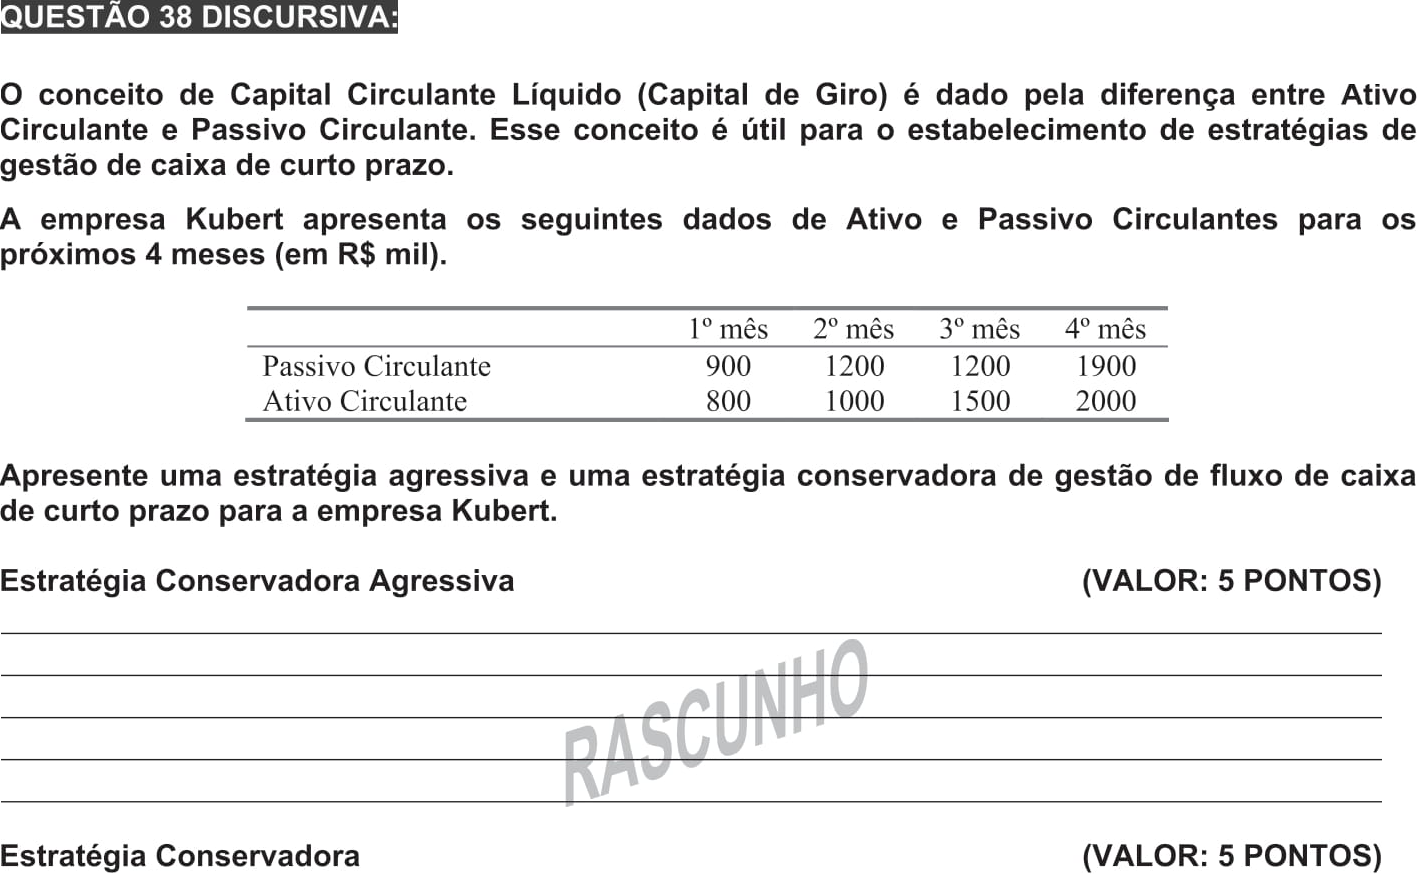 QUESTÃO 38 DISCURSIVA:
O conceito de Capital Circulante Líquido (Capital de Giro) é dado pela diferença entre Ativo
Circulante e Passivo Circulante. Esse conceito é útil para o estabelecimento de estratégias de
gestão de caixa de curto prazo.
A empresa Kubert apresenta os seguintes dados de Ativo e Passivo Circulantes para os
próximos 4 meses (em R$ mil).
1º mês 2º mês 3º mês 4º mês
Passivo Circulante 900 1200 1200 1900
Ativo Circulante 800 1000 1500 2000
Apresente uma estratégia agressiva e uma estratégia conservadora de gestão de fluxo de caixa
de curto prazo para a empresa Kubert.
Estratégia Conservadora Agressiva (VALOR: 5 PONTOS)
RASCUNHO
Estratégia Conservadora (VALOR: 5 PONTOS)